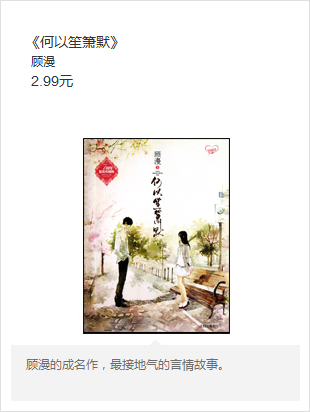 《何以笙箫默》
顾漫
2.99元
顾漫
何以笙箫默
顾漫的成名作，最接地气的言情故事。